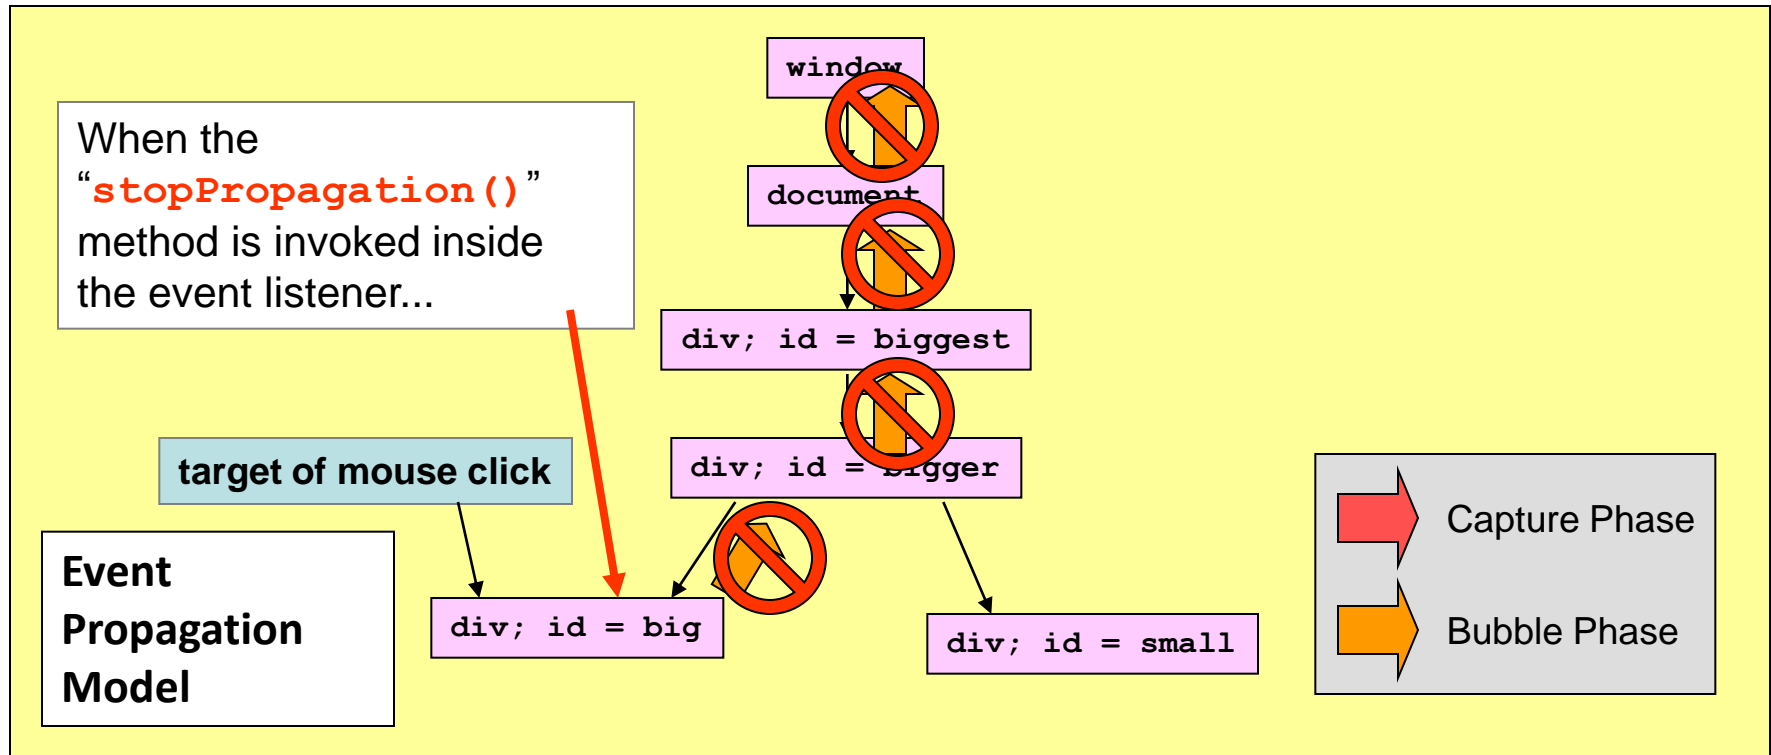 window
When the
“stopPropagation()”
method is invoked inside
the event listener...
document
div; id = biggest
target of mouse click
div; id = bigger
Event
Propagation
Model
div; id = big
div; id = small
Capture Phase
Bubble Phase